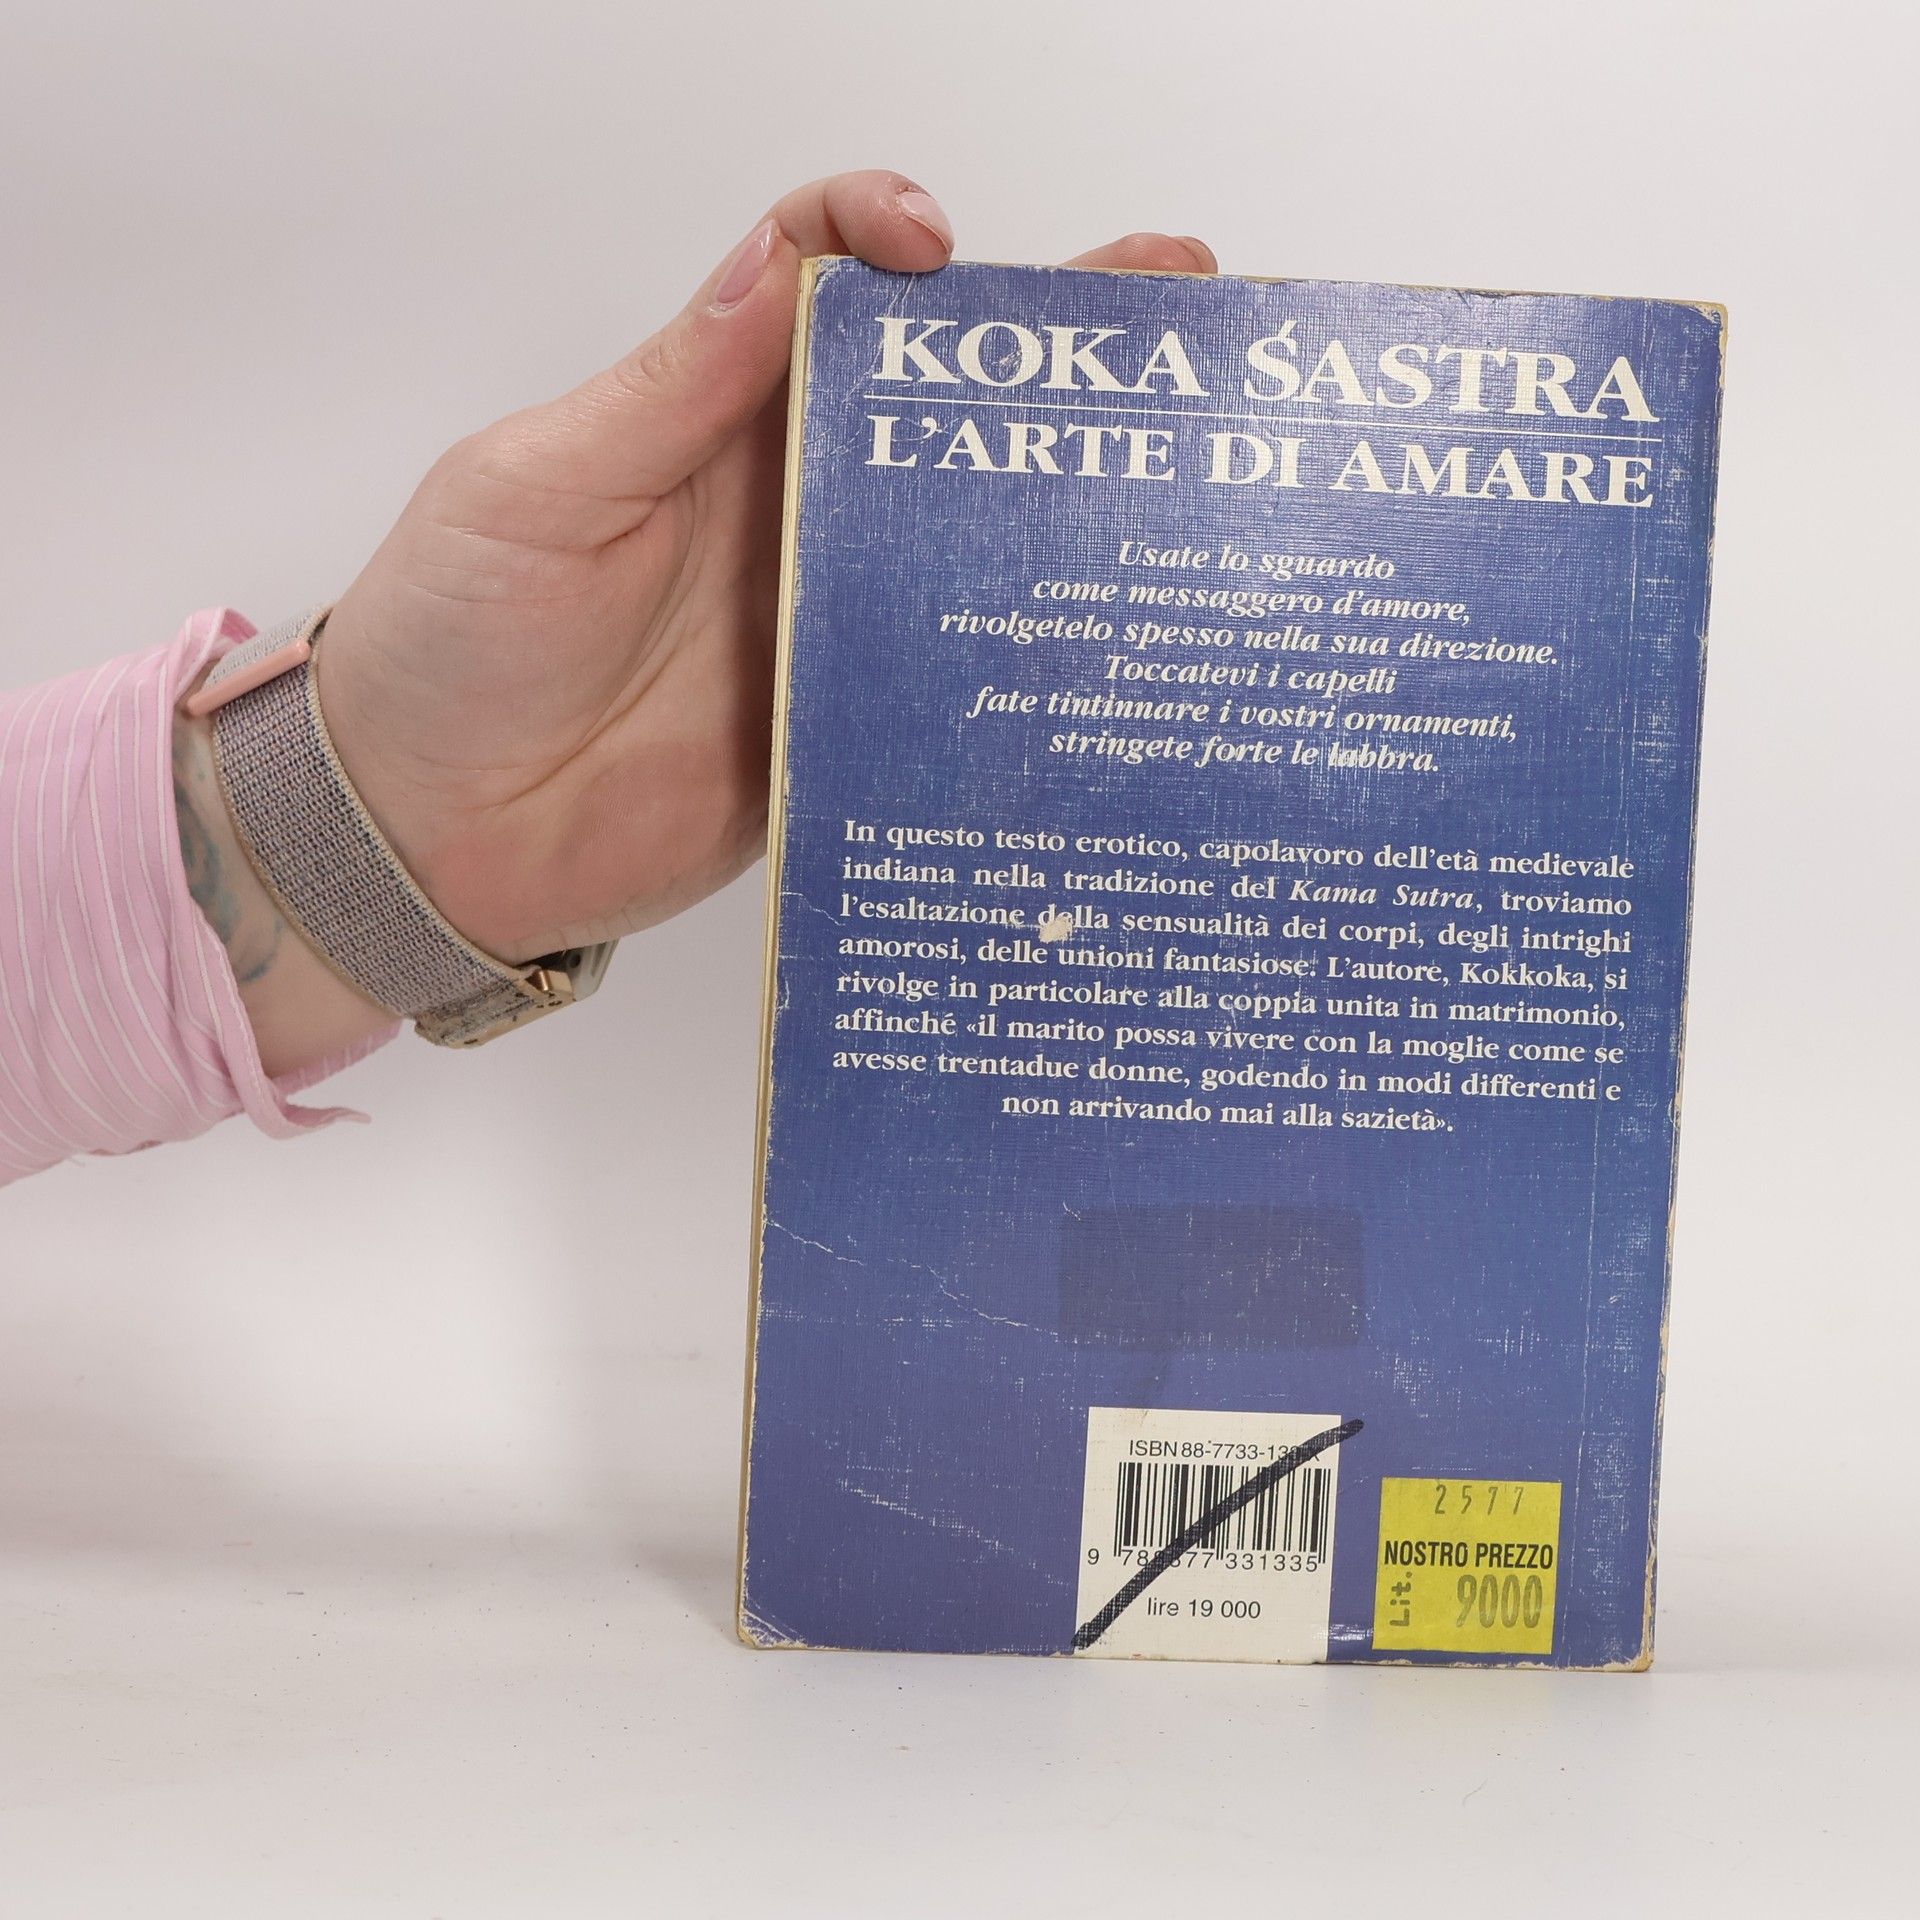 KOKA ŚASTRA
L'ARTE DI AMARE
Usate lo sguardo
come messaggero d'amore,
rivolgetelo spesso nella sua direzione.
Toccatevi i capelli
fate tintinnare i vostri ornamenti,
stringete forte le labbra.
In questo testo erotico, capolavoro dell'età medievale
indiana nella tradizione del Kama Sutra, troviamo
l'esaltazione della sensualità dei corpi, degli intrighi
amorosi, delle unioni fantasiose. L'autore, Kokkoka, si
rivolge in particolare alla coppia unita in matrimonio,
affinché «il marito possa vivere con la moglie come se
avesse trentadue donne, godendo in modi differenti e
non arrivando mai alla sazietà».
ISBN
9 788877 331335
lire 19 000
2577
NOSTRO PREZZO
Lit. 9000